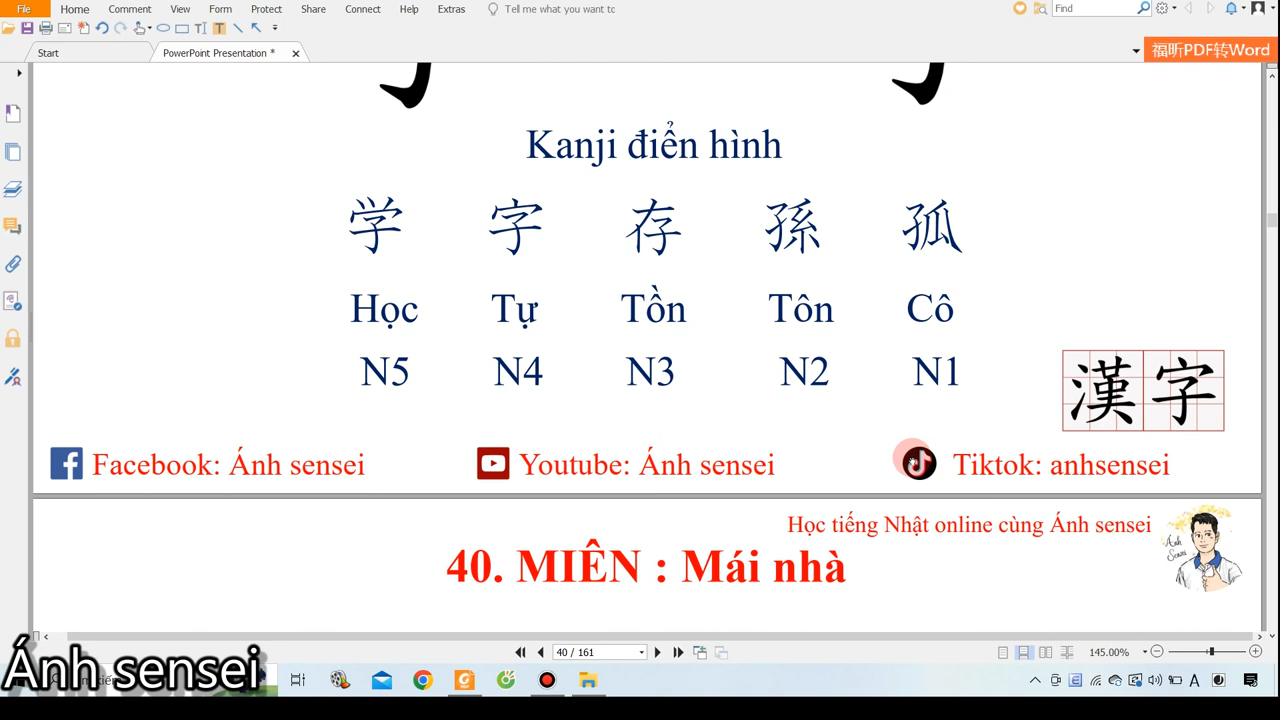 File Home Comment View Form Protect Share Connect Help Extras Tell me what you want to Find
Start PowerPoint Presentation * 福昕PDF转Word
Kanji điển hình
学 字 存 孫 孤
Học Tự Tồn Tôn Cô
N5 N4 N3 N2 N1
漢字
Facebook: Ánh sensei Youtube: Ánh sensei Tiktok: anhsensei
Học tiếng Nhật online cùng Ánh sensei
Ánh Sensei
40. MIÊN : Mái nhà
40 / 161 145.00%
Ánh sensei